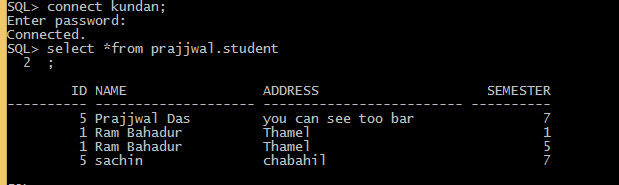 SQL> connect kundan;
Enter password:
Connected.
SQL> select *from prajjwal.student
  2  ;

        ID NAME                 ADDRESS                     SEMESTER
---------- -------------------- ------------------------- ----------
         5 Prajjwal Das         you can see too bar                7
         1 Ram Bahadur          Thamel                             1
         1 Ram Bahadur          Thamel                             5
         5 sachin               chabahil                           7